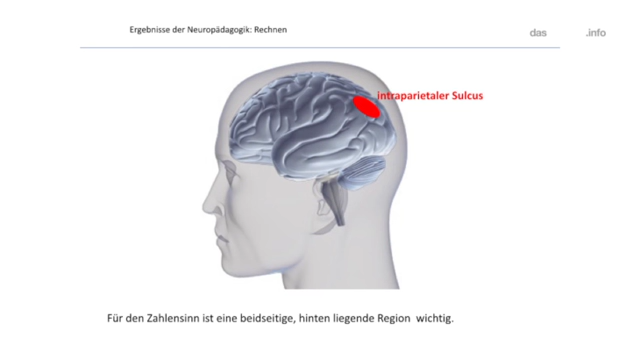 Ergebnisse der Neuropädagogik: Rechnen
das .info
intraparietaler Sulcus
Für den Zahlensinn ist eine beidseitige, hinten liegende Region wichtig.